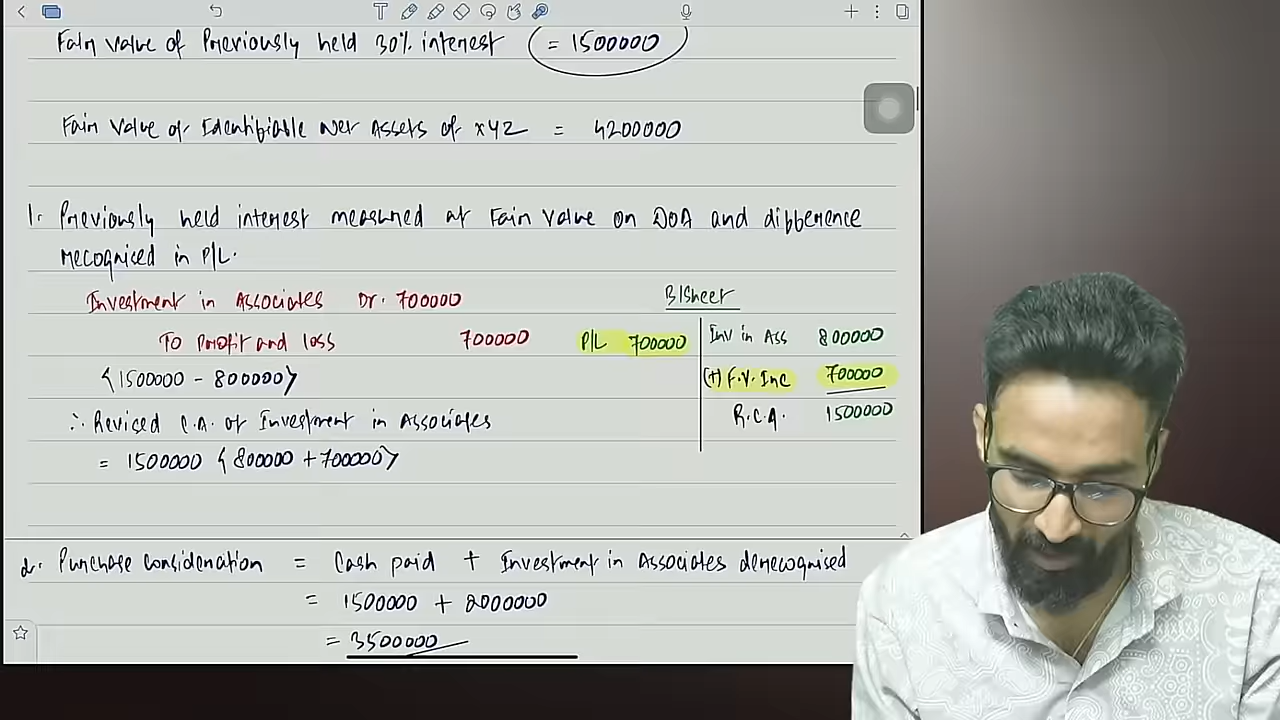 Fair Value of Previously held 30% interest = 1500000
Fair Value of Identifiable Net Assets of XYZ = 4200000
1. Previously held interest measured at Fair Value on DOA and difference
recognised in P/L.
Investment in Associates Dr. 700000
To Profit and loss 700000
{1500000 - 800000}
∴ Revised C.A. of Investment in Associates
= 1500000 {800000 + 700000}
B/Sheet
P/L 700000
Inv in Ass 800000
(+) F.V. Inc 700000
R.C.A. 1500000
2. Purchase consideration = Cash paid + Investment in Associates derecognised
= 1500000 + 2000000
= 3500000